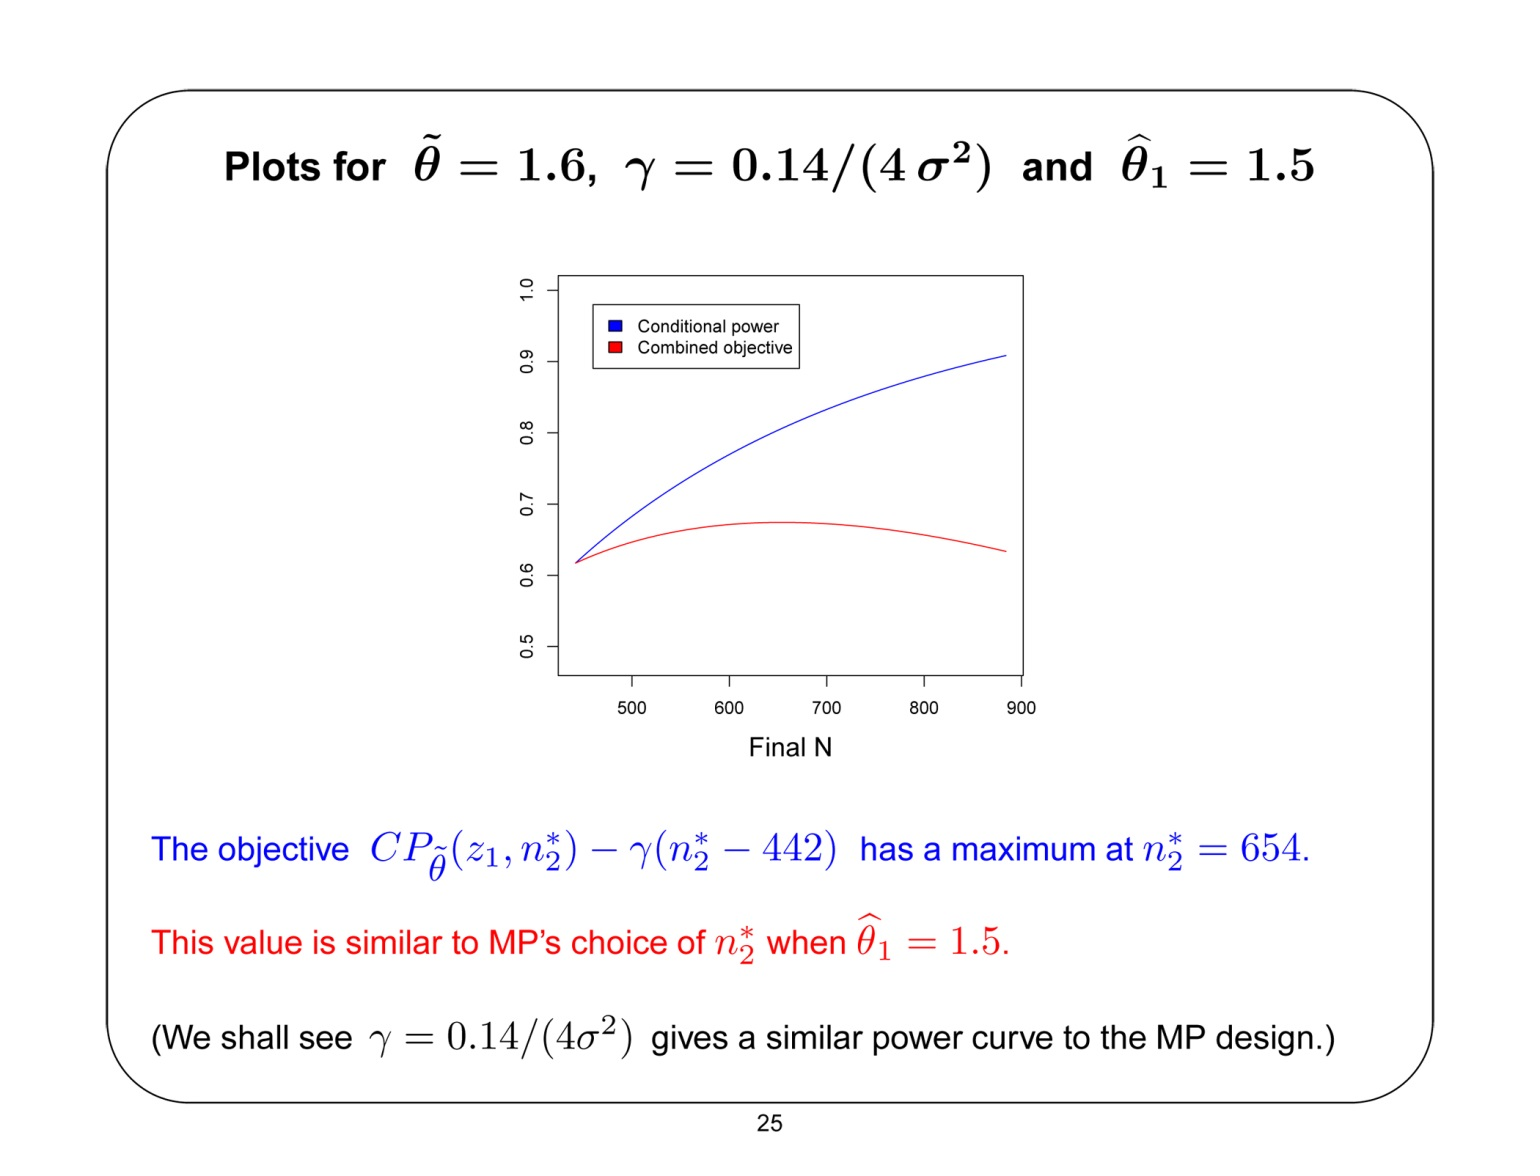 Plots for θ̃ = 1.6, γ = 0.14/(4 σ²) and θ̂₁ = 1.5
1.0
0.9
0.8
0.7
0.6
0.5
Conditional power
Combined objective
500 600 700 800 900
Final N
The objective CP_θ̃(z₁, n₂*) − γ(n₂* − 442) has a maximum at n₂* = 654.
This value is similar to MP’s choice of n₂* when θ̂₁ = 1.5.
(We shall see γ = 0.14/(4σ²) gives a similar power curve to the MP design.)
25